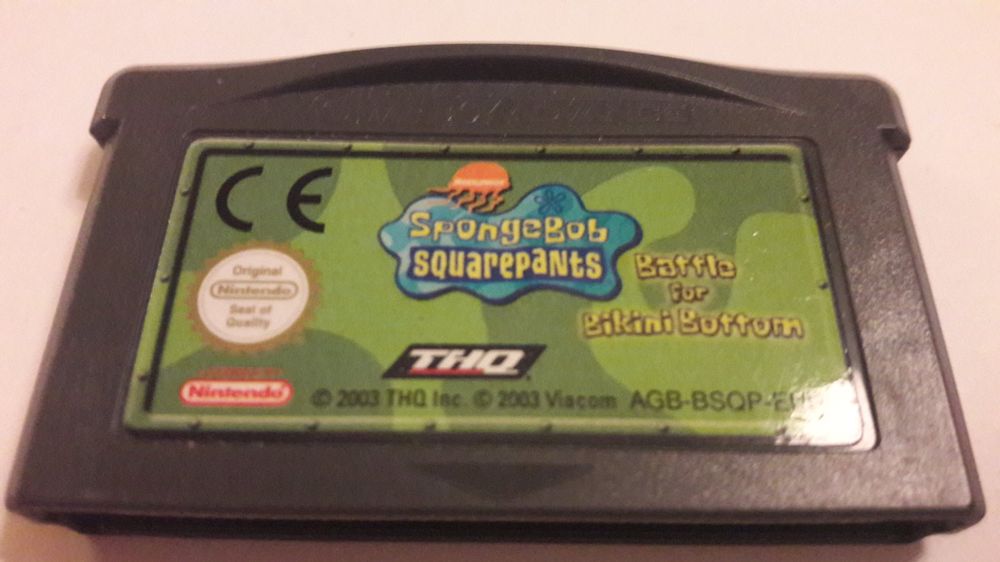 CE
NICKELODEON
SpongeBob
SQUAREPANTS
Battle
for
Bikini Bottom
Original
Nintendo
Seal of
Quality
THQ
Nintendo
© 2003 THQ Inc. © 2003 Viacom AGB-BSQP-